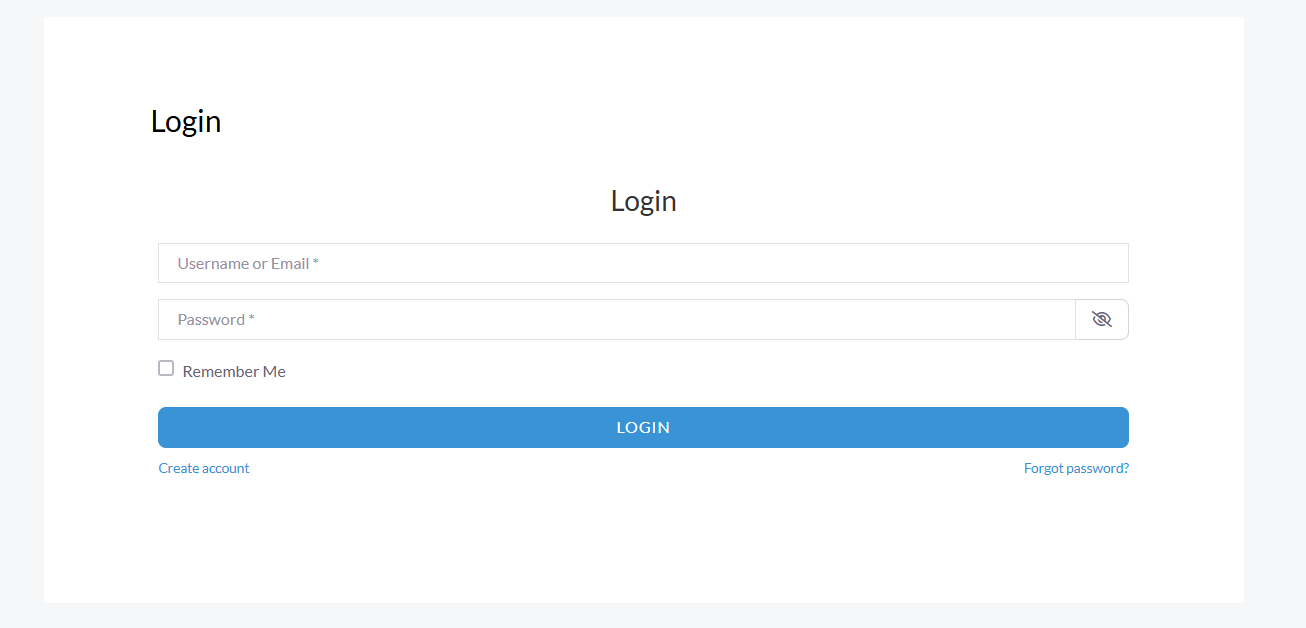 Login
Login
Username or Email *
Password *
Remember Me
LOGIN
Create account
Forgot password?